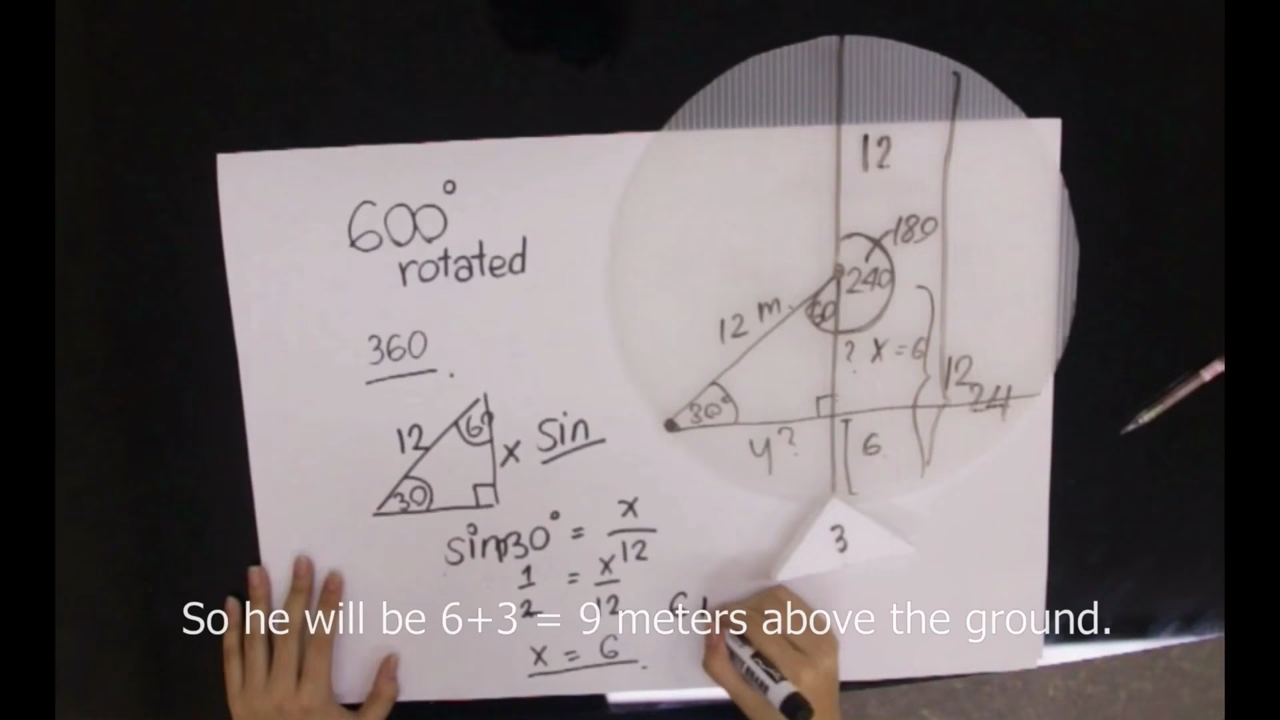 600°
rotated
360
12
60
30
x
sin
sin30° = x/12
1/2 = x/12
x = 6
12
180
240
60
12 m.
? x = 6
30°
12
24
y?
6
3
So he will be 6+3 = 9 meters above the ground.